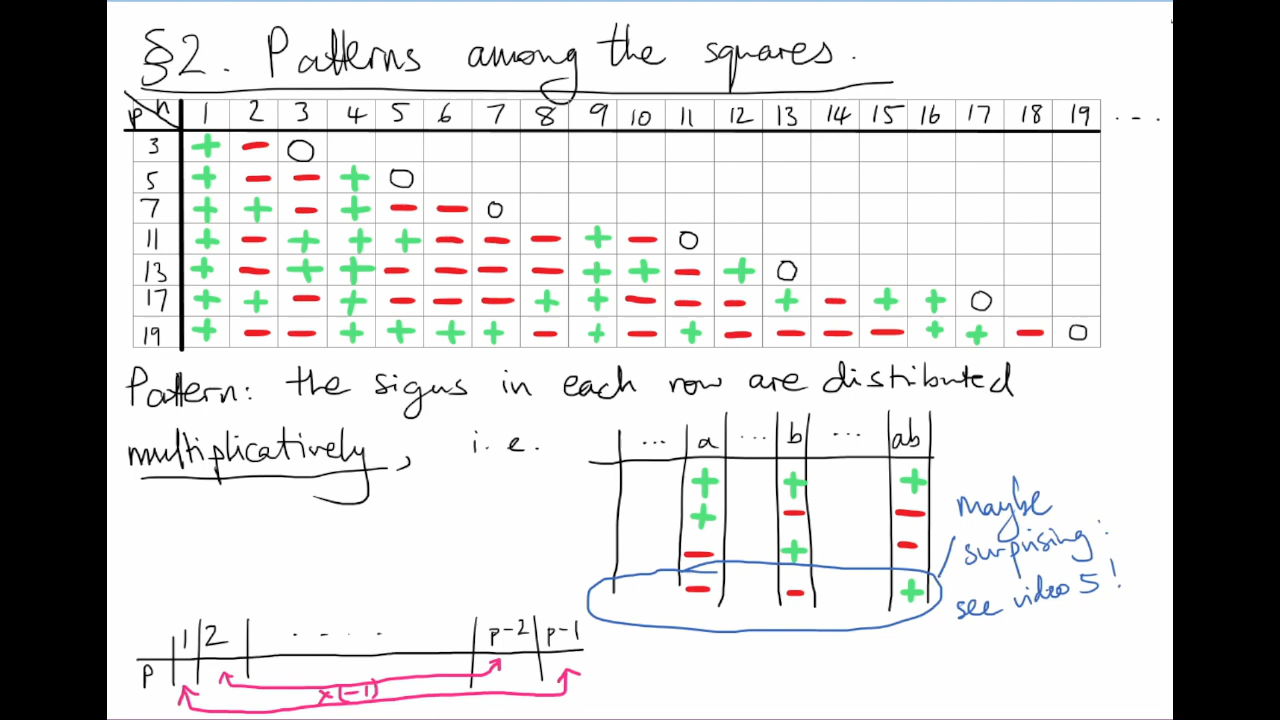 §2. Patterns among the squares.
p n 1 2 3 4 5 6 7 8 9 10 11 12 13 14 15 16 17 18 19 ...
3 + - 0
5 + - - + 0
7 + + - + - - 0
11 + - + + + - - - + - 0
13 + - + + - - - - + + - + 0
17 + + - + - - - + + - - - + - + + 0
19 + - - + + + + - + - + - - - - + + - 0
Pattern: the signs in each row are distributed
multiplicatively, i.e.
... a ... b ... ab
+ + +
+ - -
- + -
- - +
maybe
surprising:
see video 5!
1 2 .... p-2 p-1
p
×(-1)